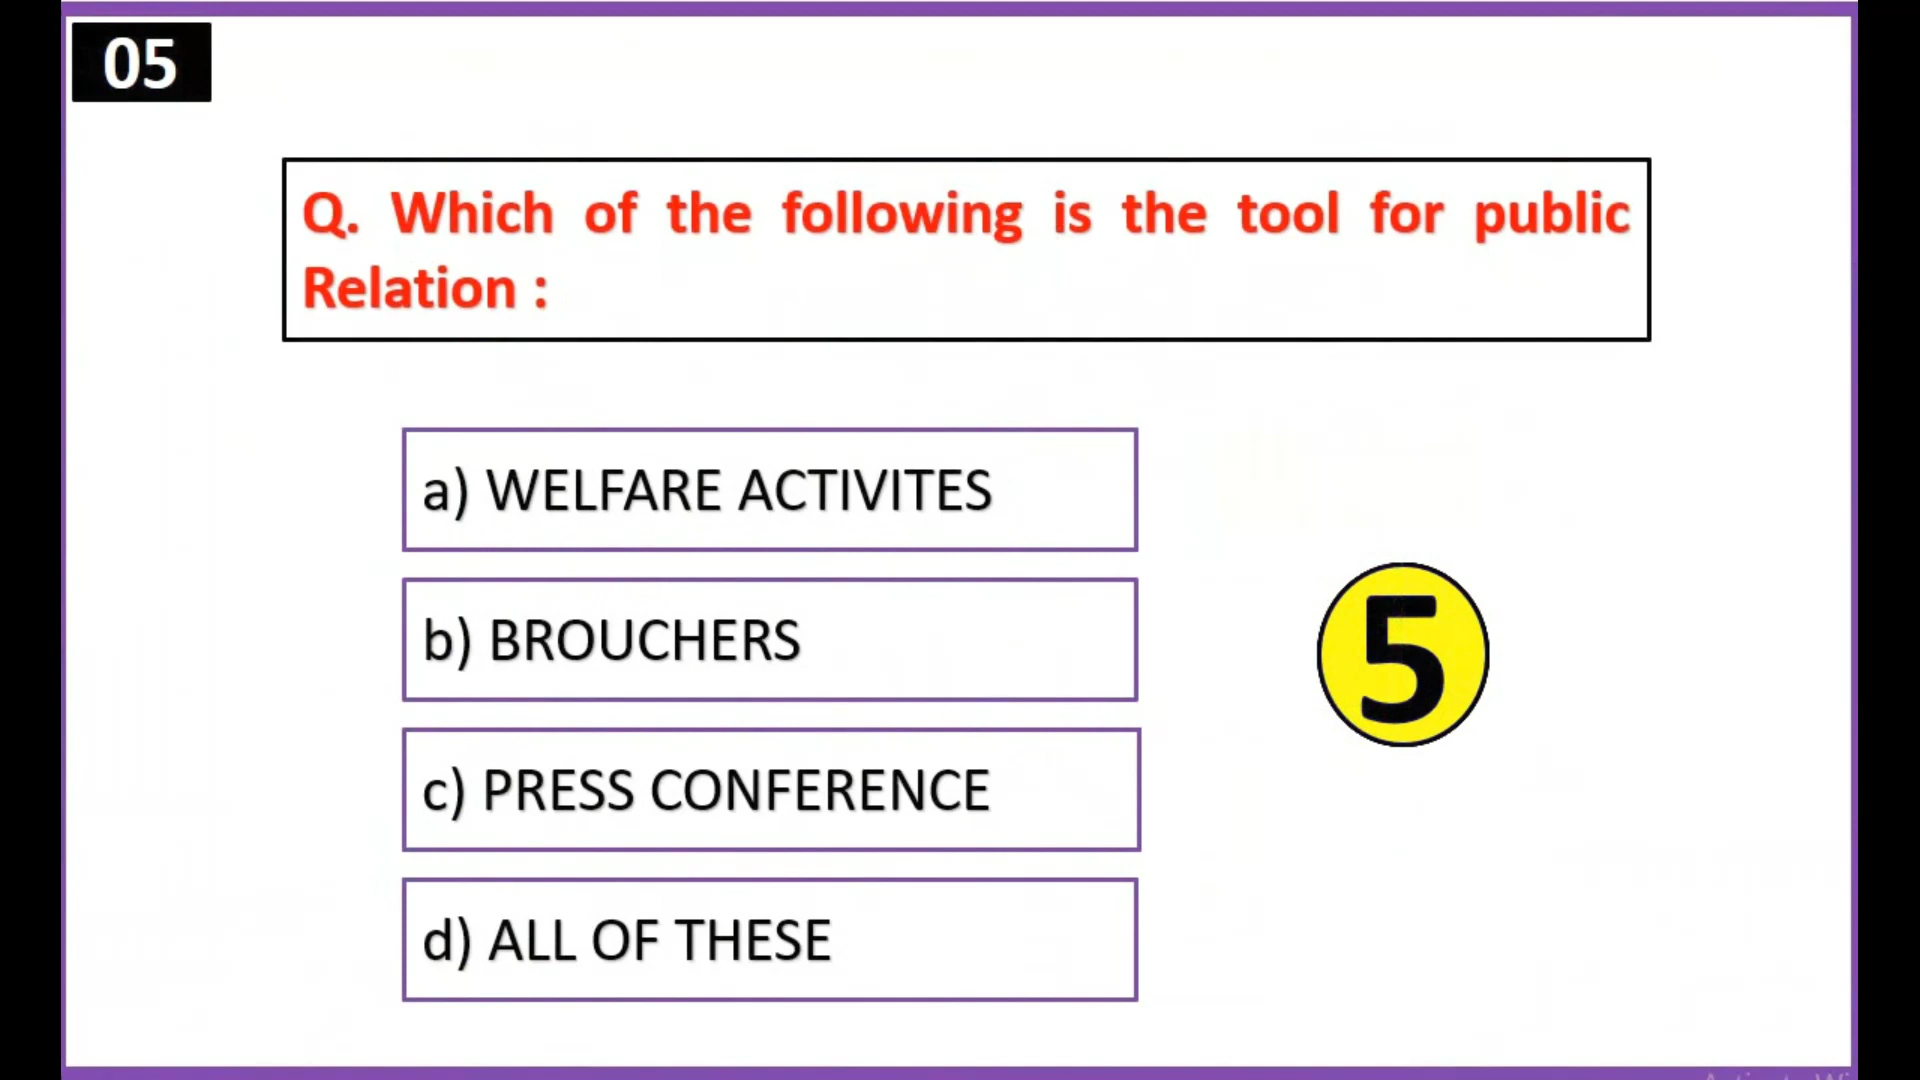 05
Q. Which of the following is the tool for public
Relation :
a) WELFARE ACTIVITES
b) BROUCHERS
5
c) PRESS CONFERENCE
d) ALL OF THESE